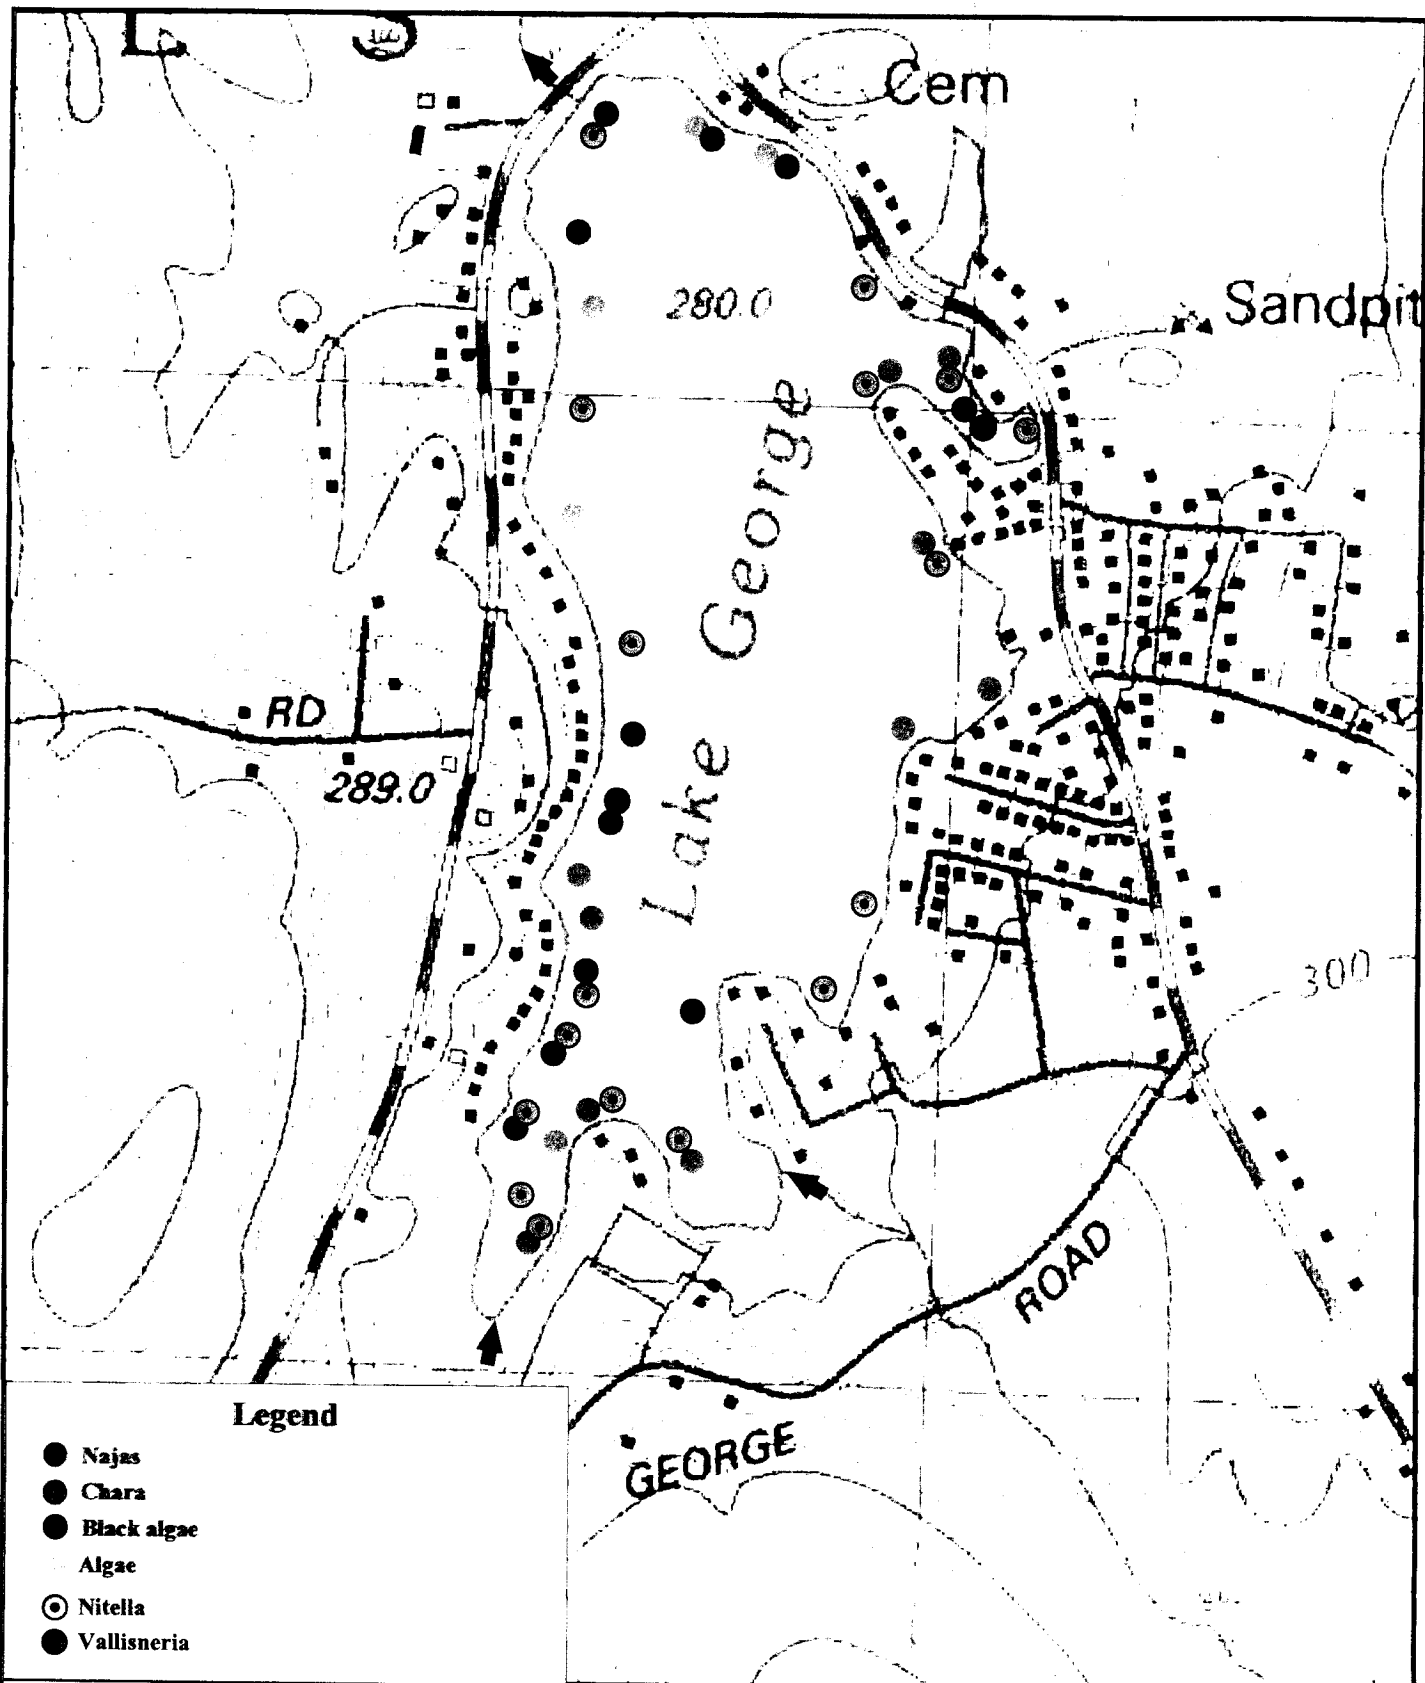 L S
Cem
280.0
Sandpit
Lake George
RD
289.0
300
ROAD
GEORGE
Legend
Najas
Chara
Black algae
Algae
Nitella
Vallisneria